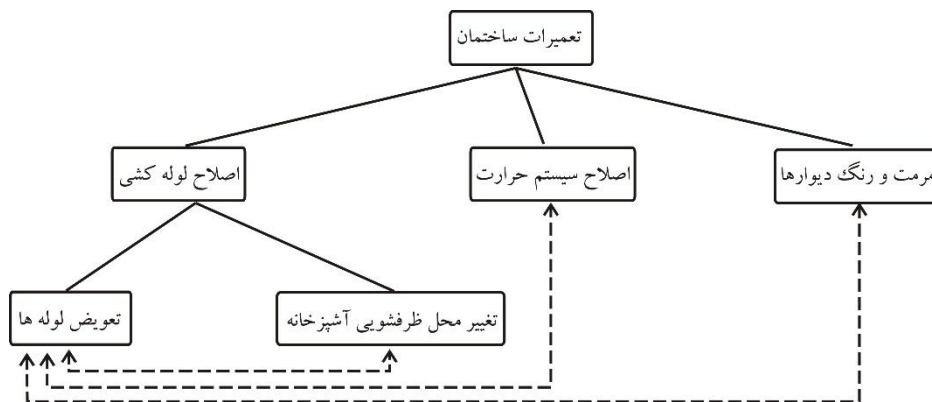 تعمیرات ساختمان
مرمت و رنگ دیوارها
اصلاح سیستم حرارت
اصلاح لوله کشی
تغییر محل ظرفشویی آشپزخانه
تعویض لوله ها